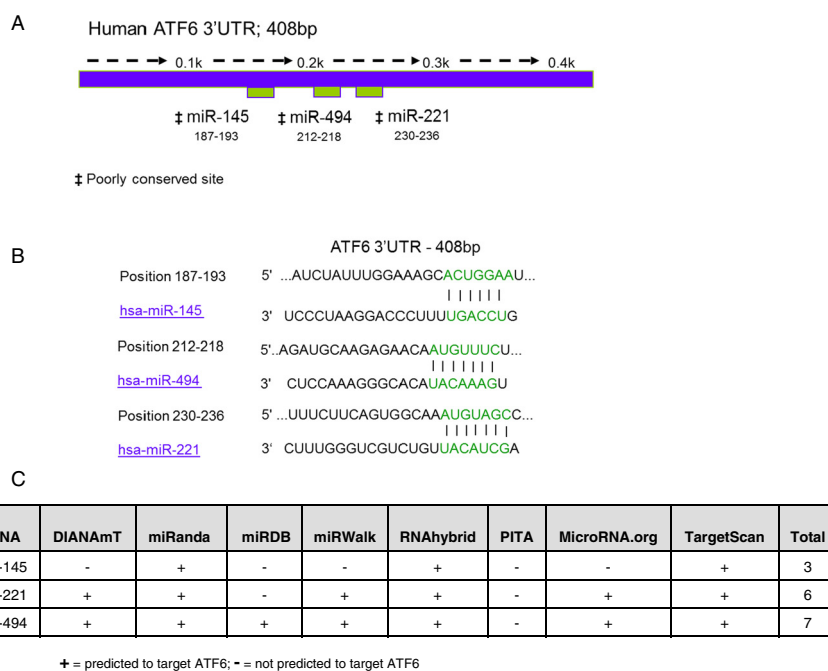 A
Human ATF6 3'UTR; 408bp
0.1k 0.2k 0.3k 0.4k
‡ miR-145 ‡ miR-494 ‡ miR-221
187-193 212-218 230-236
‡ Poorly conserved site
B
ATF6 3'UTR - 408bp
Position 187-193 5' ...AUCUAUUUGGAAAGCACUGGAAU...
hsa-miR-145 3' UCCCUAAGGACCCUUUUGACCUG
Position 212-218 5'..AGAUGCAAGAGAACAAUGUUUCU...
hsa-miR-494 3' CUCCAAAGGGCACAUACAAAGU
Position 230-236 5' ...UUUCUUCAGUGGCAAAUGUAGCC...
hsa-miR-221 3‘ CUUUGGGUCGUCUGUUACAUCGA
C
NA DIANAmT miRanda miRDB miRWalk RNAhybrid PITA MicroRNA.org TargetScan Total
-145 - + - - + - - + 3
-221 + + - + + - + + 6
-494 + + + + + - + + 7
+ = predicted to target ATF6; - = not predicted to target ATF6